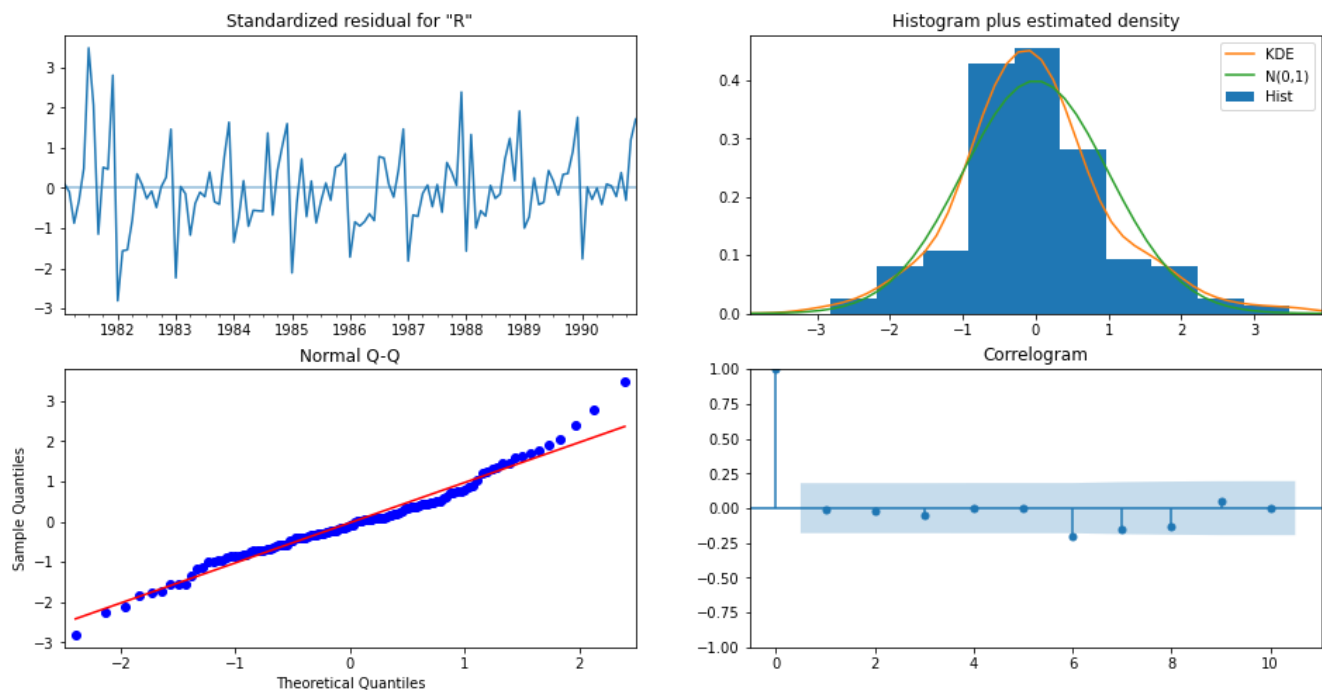 Standardized residual for "R"
3
2
1
0
−1
−2
−3
1982 1983 1984 1985 1986 1987 1988 1989 1990
Histogram plus estimated density
KDE
N(0,1)
Hist
0.4
0.3
0.2
0.1
0.0
−3 −2 −1 0 1 2 3
Normal Q-Q
Sample Quantiles
3
2
1
0
−1
−2
−3
−2 −1 0 1 2
Theoretical Quantiles
Correlogram
1.00
0.75
0.50
0.25
0.00
−0.25
−0.50
−0.75
−1.00
0 2 4 6 8 10